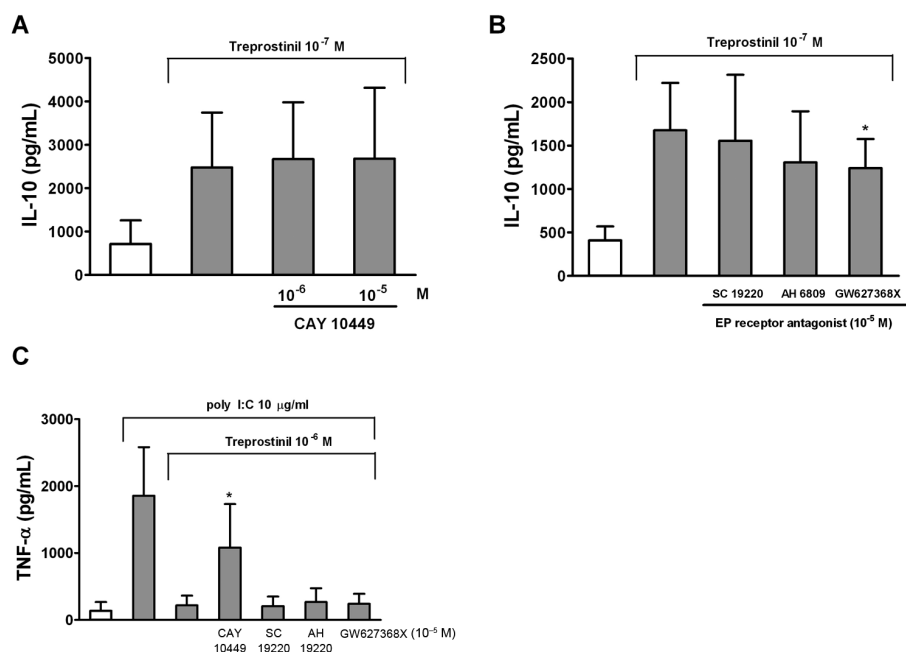 A
Treprostinil 10⁻⁷ M
5000
4000
3000
2000
1000
0
IL-10 (pg/mL)
10⁻⁶ 10⁻⁵ M
CAY 10449
B
Treprostinil 10⁻⁷ M
2500
2000
1500
1000
500
0
IL-10 (pg/mL)
*
SC 19220 AH 6809 GW627368X
EP receptor antagonist (10⁻⁵ M)
C
poly I:C 10 μg/ml
Treprostinil 10⁻⁶ M
3000
2000
1000
0
TNF-α (pg/mL)
*
CAY SC AH GW627368X (10⁻⁵ M)
10449 19220 19220